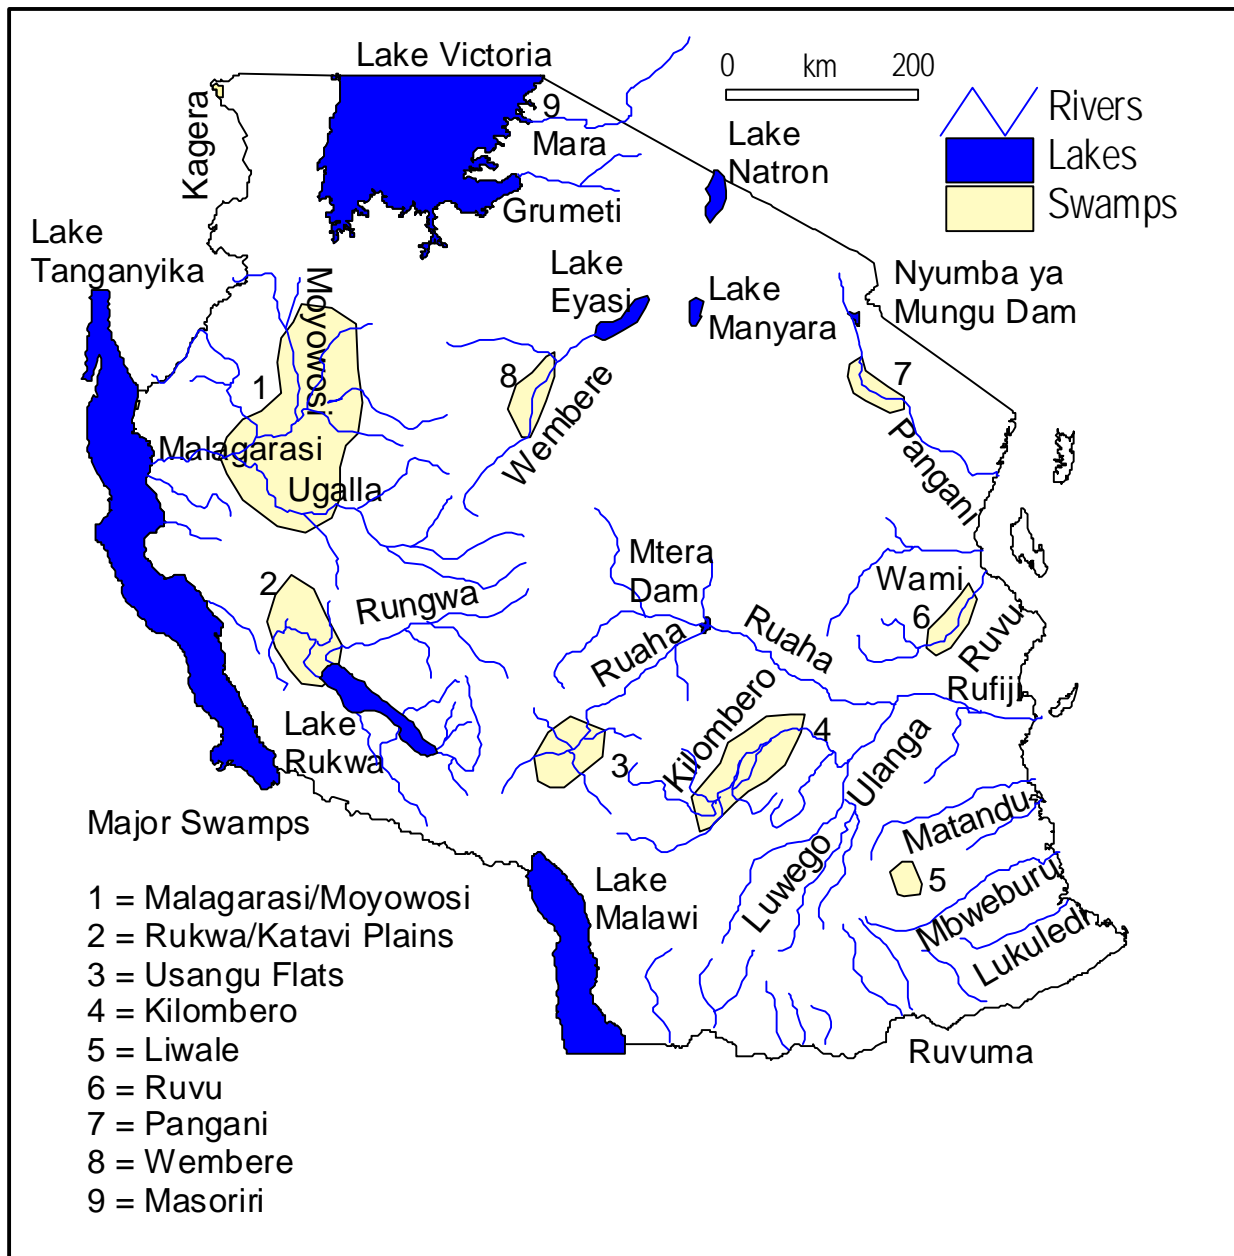 Lake Victoria
0 km 200
Rivers
Lakes
Swamps
Kagera
9
Mara
Lake
Natron
Grumeti
Lake
Tanganyika
Moyowosi
Lake
Eyasi
Lake
Manyara
Nyumba ya
Mungu Dam
1
8
7
Wembere
Pangani
Malagarasi
Ugalla
2
Rungwa
Mtera
Dam
Wami
6
Ruvu
Ruaha
Ruaha
Rufiji
Kilombero
4
Lake
Rukwa
3
Ulanga
Matandu
Luwego
5
Mbweburu
Lukuledi
Lake
Malawi
Ruvuma
Major Swamps
1 = Malagarasi/Moyowosi
2 = Rukwa/Katavi Plains
3 = Usangu Flats
4 = Kilombero
5 = Liwale
6 = Ruvu
7 = Pangani
8 = Wembere
9 = Masoriri